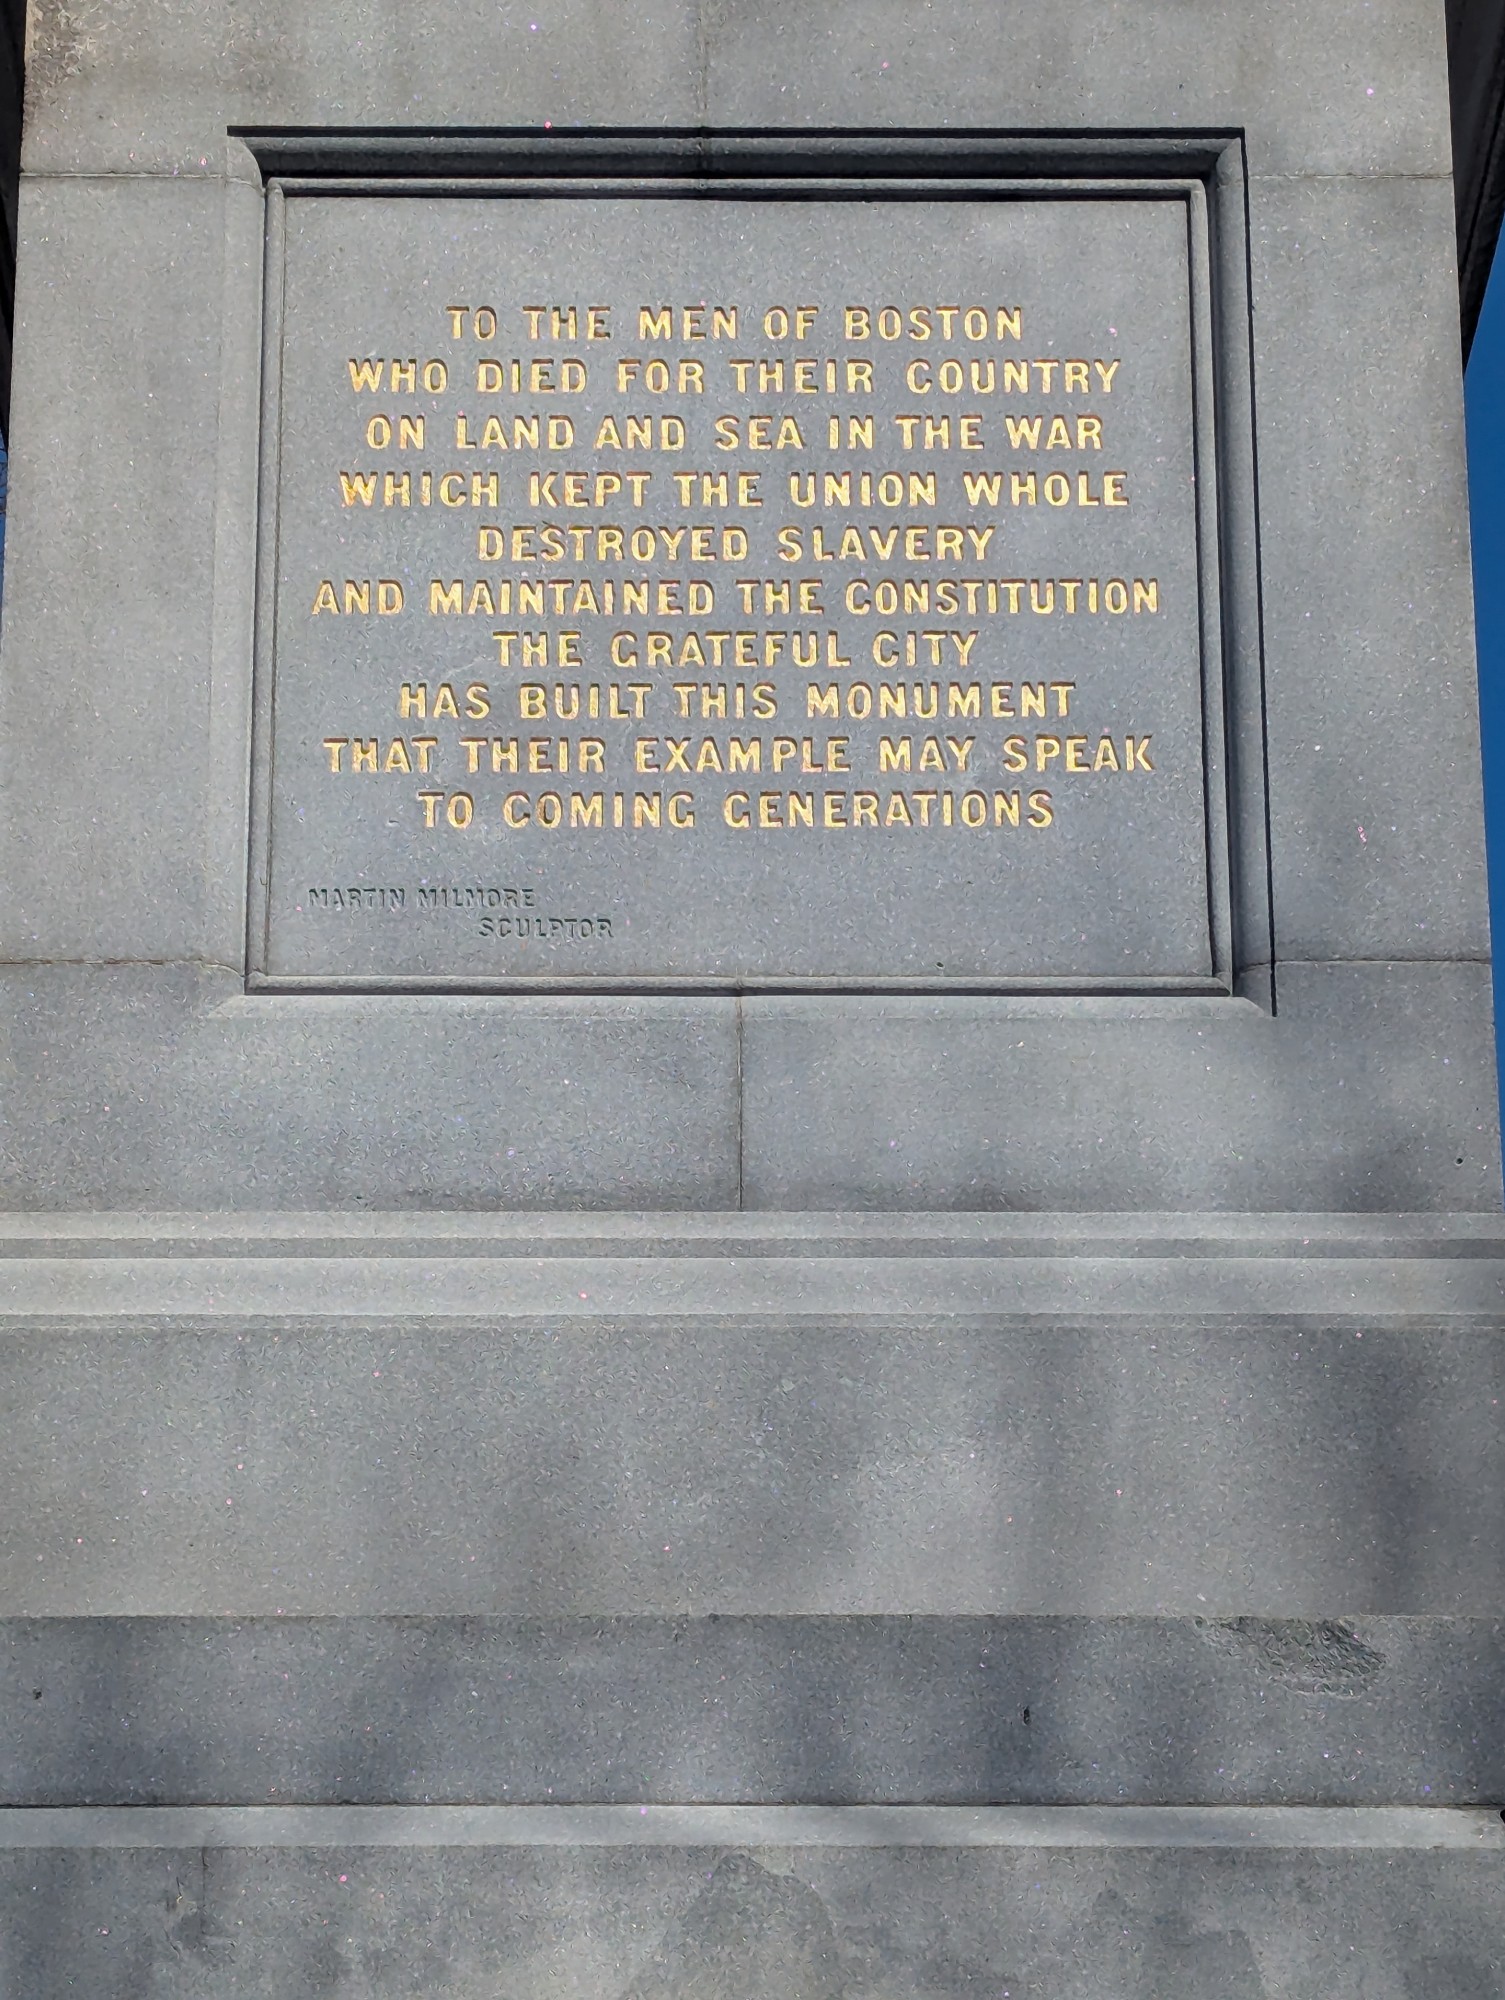 TO THE MEN OF BOSTON
WHO DIED FOR THEIR COUNTRY
ON LAND AND SEA IN THE WAR
WHICH KEPT THE UNION WHOLE
DESTROYED SLAVERY
AND MAINTAINED THE CONSTITUTION
THE GRATEFUL CITY
HAS BUILT THIS MONUMENT
THAT THEIR EXAMPLE MAY SPEAK
TO COMING GENERATIONS
MARTIN MILMORE
SCULPTOR